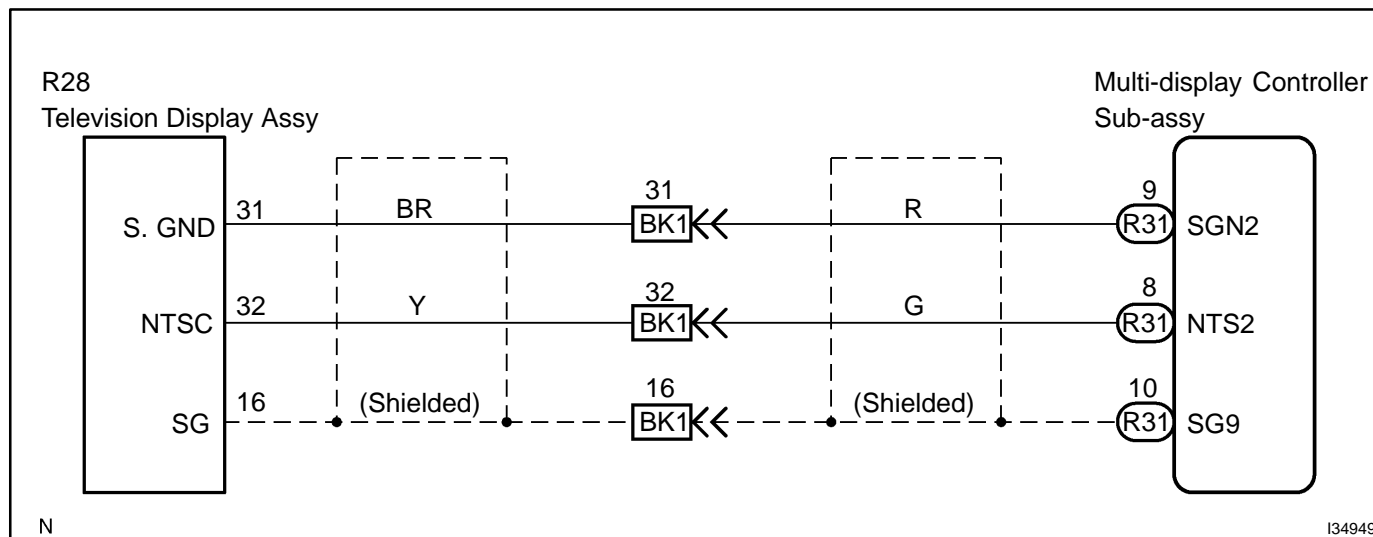 R28
Television Display Assy
Multi-display Controller
Sub-assy
S. GND 31 BR 31 BK1 R 9 R31 SGN2
NTSC 32 Y 32 BK1 G 8 R31 NTS2
SG 16 (Shielded) 16 BK1 (Shielded) 10 R31 SG9
N
I34949